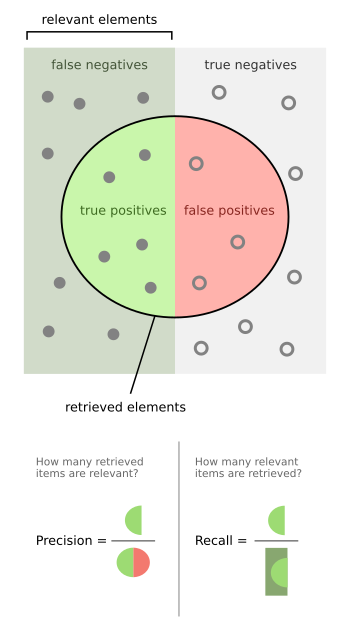 relevant elements
false negatives
true negatives
true positives
false positives
retrieved elements
How many retrieved
items are relevant?
How many relevant
items are retrieved?
Precision =
Recall =